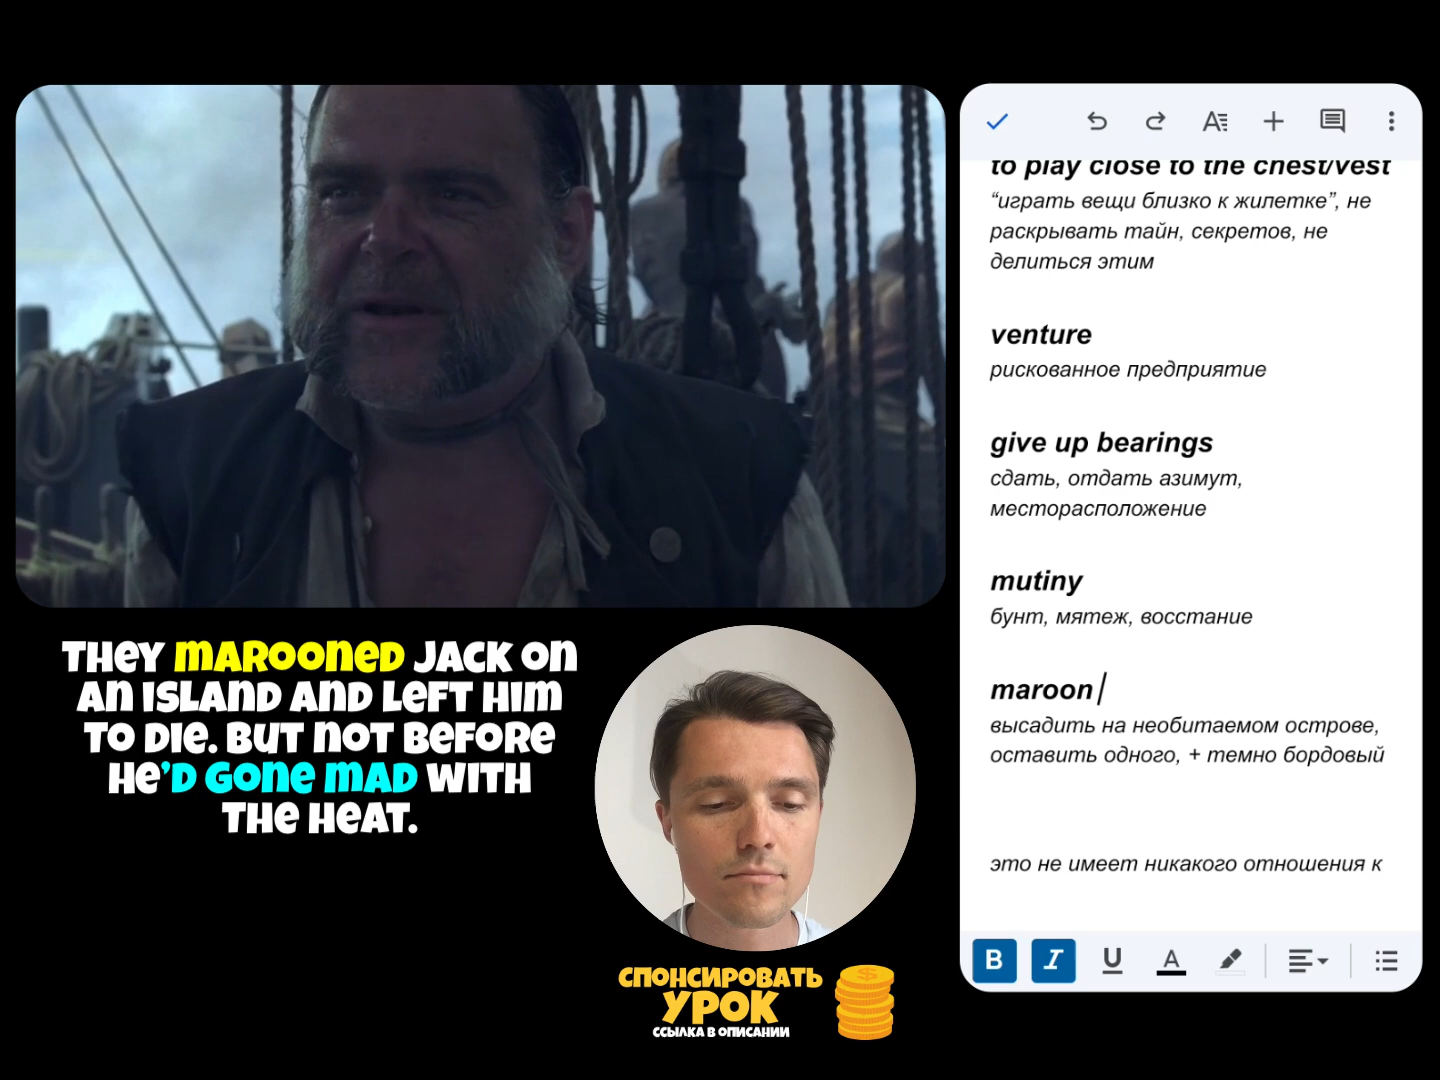 THEY MAROONED JACK ON
AN ISLAND AND LEFT HIM
TO DIE. BUT NOT BEFORE
HE'D GONE MAD WITH
THE HEAT.
СПОНСИРОВАТЬ
УРОК
ССЫЛКА В ОПИСАНИИ
to play close to the chest/vest
“играть вещи близко к жилетке”, не
раскрывать тайн, секретов, не
делиться этим
venture
рискованное предприятие
give up bearings
сдать, отдать азимут,
месторасположение
mutiny
бунт, мятеж, восстание
maroon
высадить на необитаемом острове,
оставить одного, + темно бордовый
это не имеет никакого отношения к
B I U A